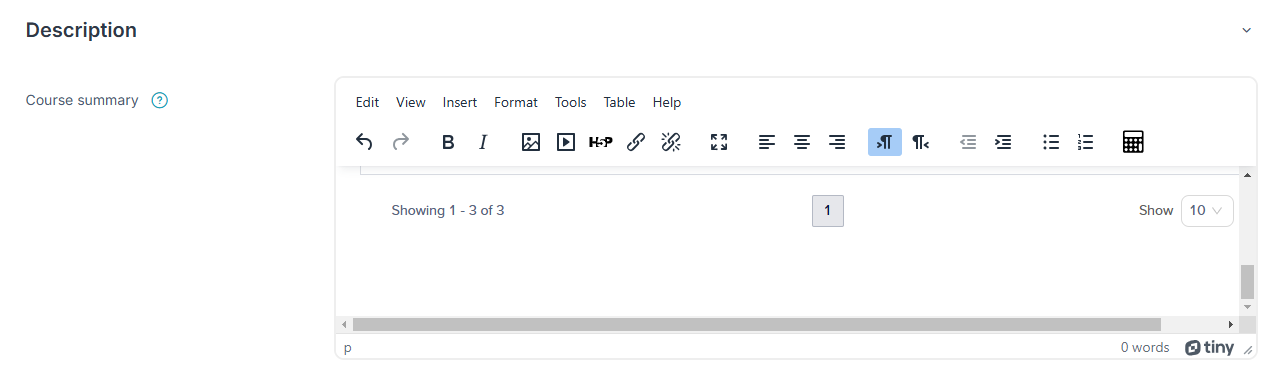 Description
Course summary ?
Edit View Insert Format Tools Table Help
B I H5P
Showing 1 - 3 of 3 1 Show 10
p 0 words tiny